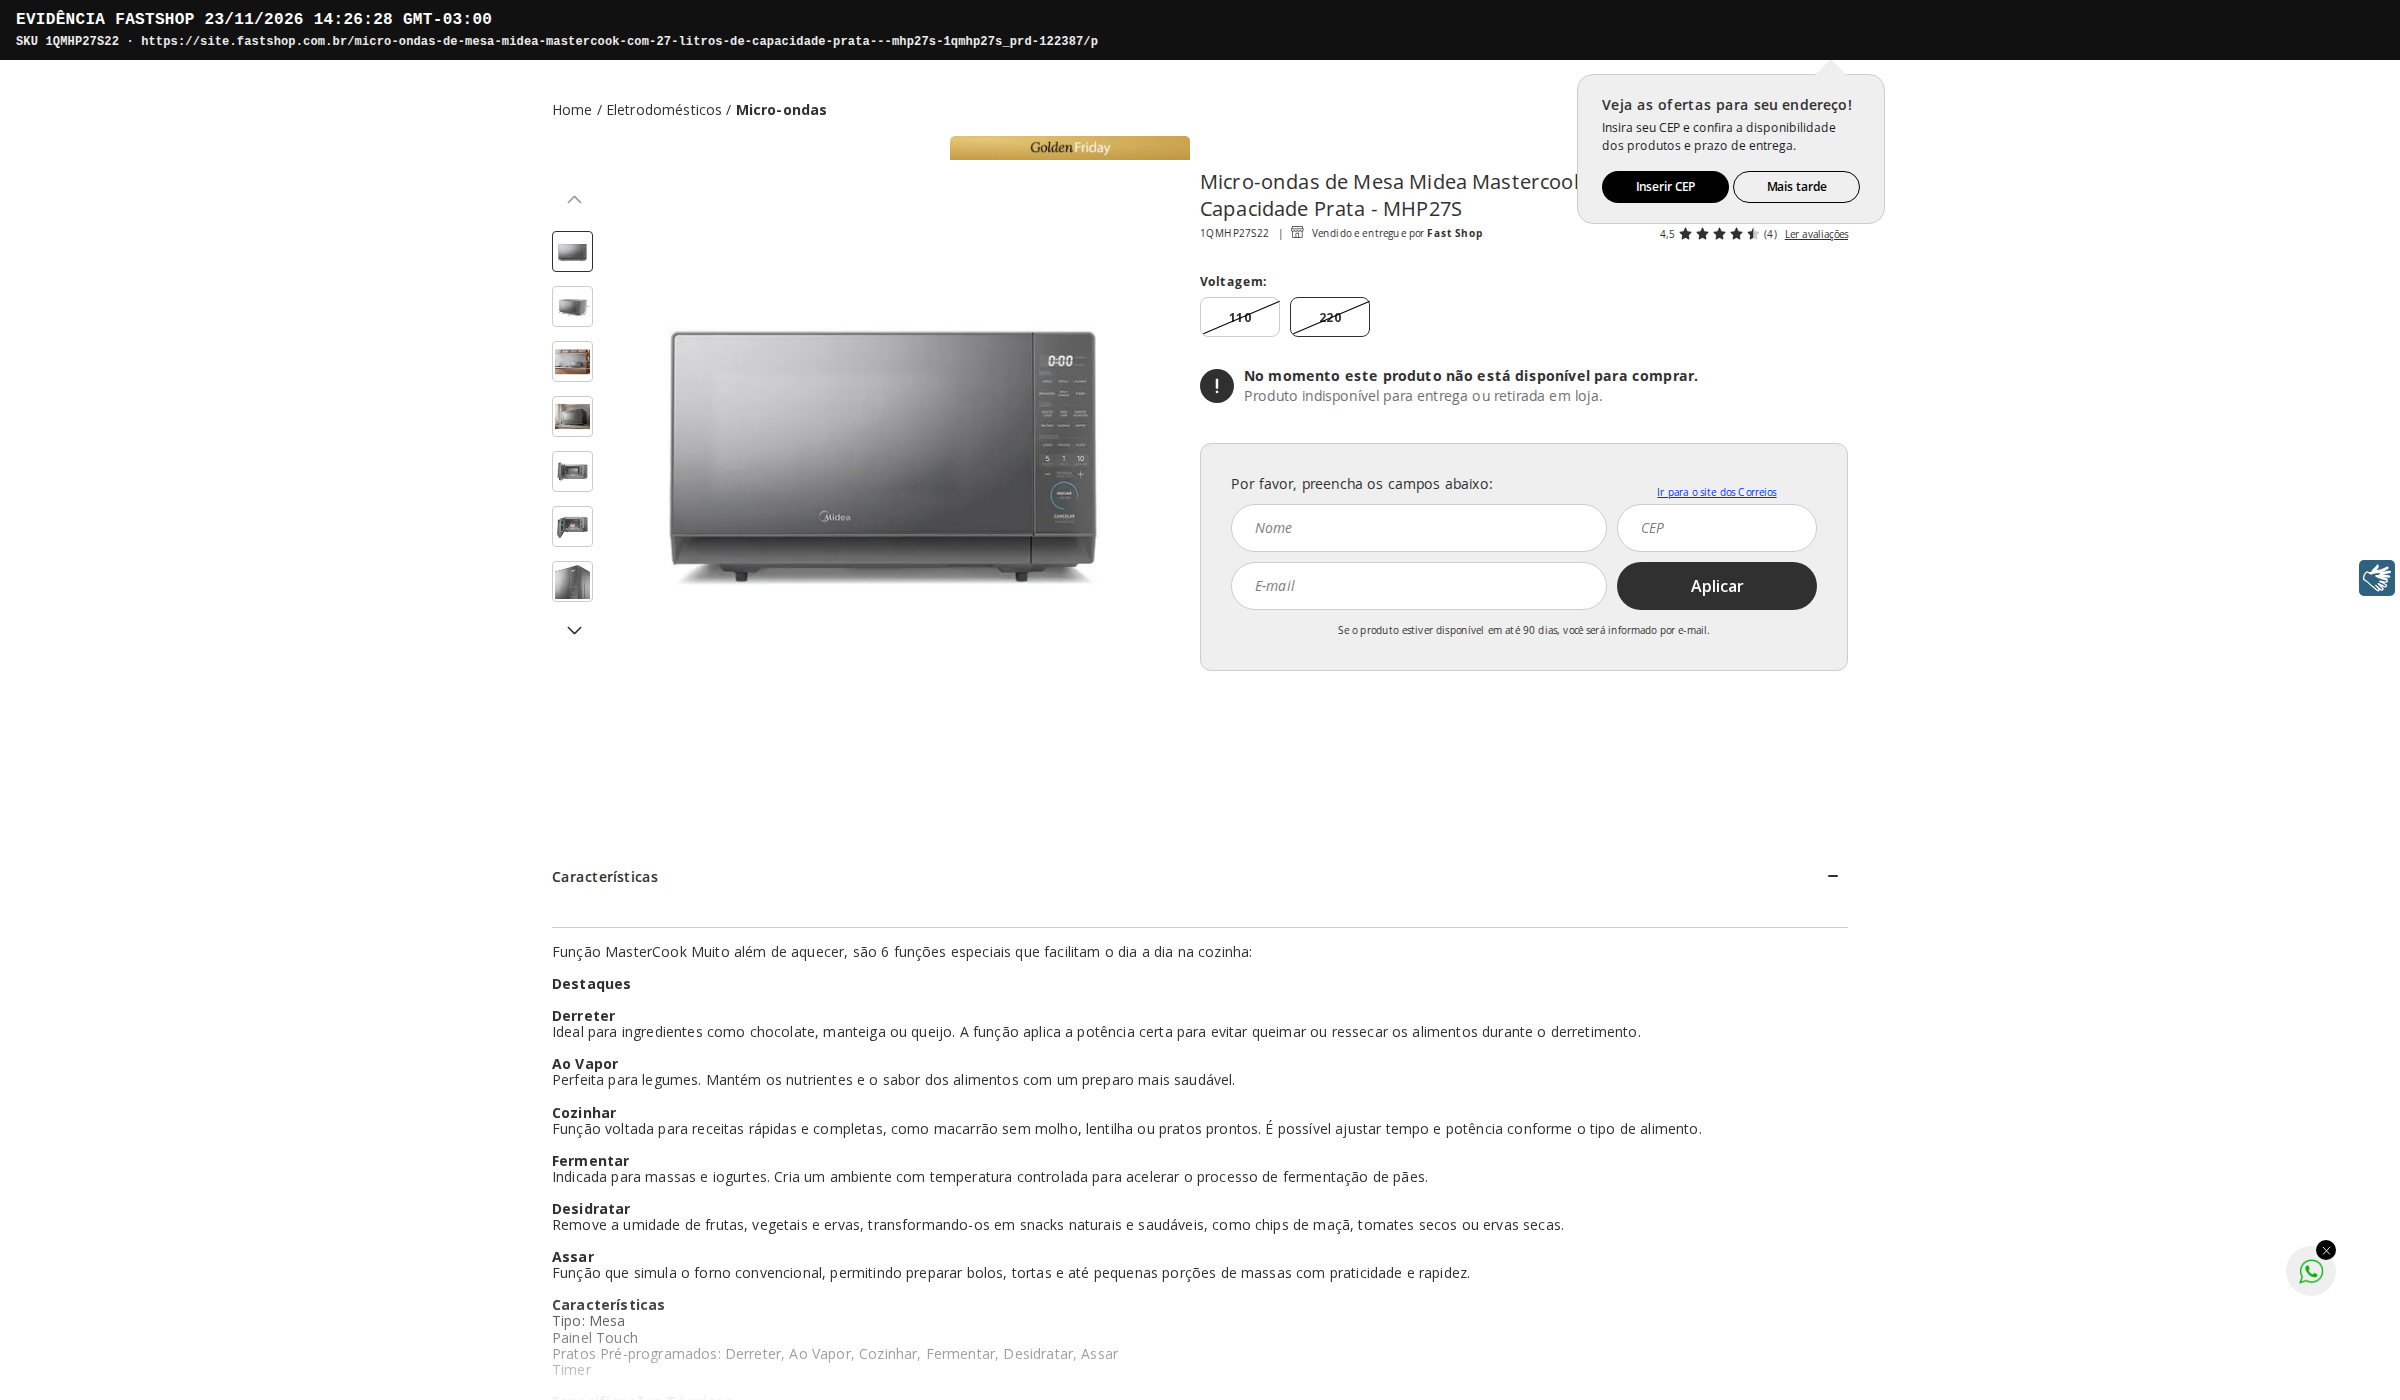 EVIDÊNCIA FASTSHOP 23/11/2026 14:26:28 GMT-03:00
SKU 1QMHP27S22 · https://site.fastshop.com.br/micro-ondas-de-mesa-midea-mastercook-com-27-litros-de-capacidade-prata---mhp27s-1qmhp27s_prd-122387/p
Veja as ofertas para seu endereço!
Insira seu CEP e confira a disponibilidade
dos produtos e prazo de entrega.
Inserir CEP
Mais tarde
Home / Eletrodomésticos / Micro-ondas
Golden Friday
Micro-ondas de Mesa Midea Mastercook
Capacidade Prata - MHP27S
1QMHP27S22 | Vendido e entregue por Fast Shop
4,5 (4) Ler avaliações
Voltagem:
110
220
No momento este produto não está disponível para comprar.
Produto indisponível para entrega ou retirada em loja.
0:00
5 1 10
INICIAR
CANCELAR
Midea
Por favor, preencha os campos abaixo:
Ir para o site dos Correios
Nome
CEP
E-mail
Aplicar
Se o produto estiver disponível em até 90 dias, você será informado por e-mail.
Características
Função MasterCook Muito além de aquecer, são 6 funções especiais que facilitam o dia a dia na cozinha:
Destaques
Derreter
Ideal para ingredientes como chocolate, manteiga ou queijo. A função aplica a potência certa para evitar queimar ou ressecar os alimentos durante o derretimento.
Ao Vapor
Perfeita para legumes. Mantém os nutrientes e o sabor dos alimentos com um preparo mais saudável.
Cozinhar
Função voltada para receitas rápidas e completas, como macarrão sem molho, lentilha ou pratos prontos. É possível ajustar tempo e potência conforme o tipo de alimento.
Fermentar
Indicada para massas e iogurtes. Cria um ambiente com temperatura controlada para acelerar o processo de fermentação de pães.
Desidratar
Remove a umidade de frutas, vegetais e ervas, transformando-os em snacks naturais e saudáveis, como chips de maçã, tomates secos ou ervas secas.
Assar
Função que simula o forno convencional, permitindo preparar bolos, tortas e até pequenas porções de massas com praticidade e rapidez.
Características
Tipo: Mesa
Painel Touch
Pratos Pré-programados: Derreter, Ao Vapor, Cozinhar, Fermentar, Desidratar, Assar
Timer